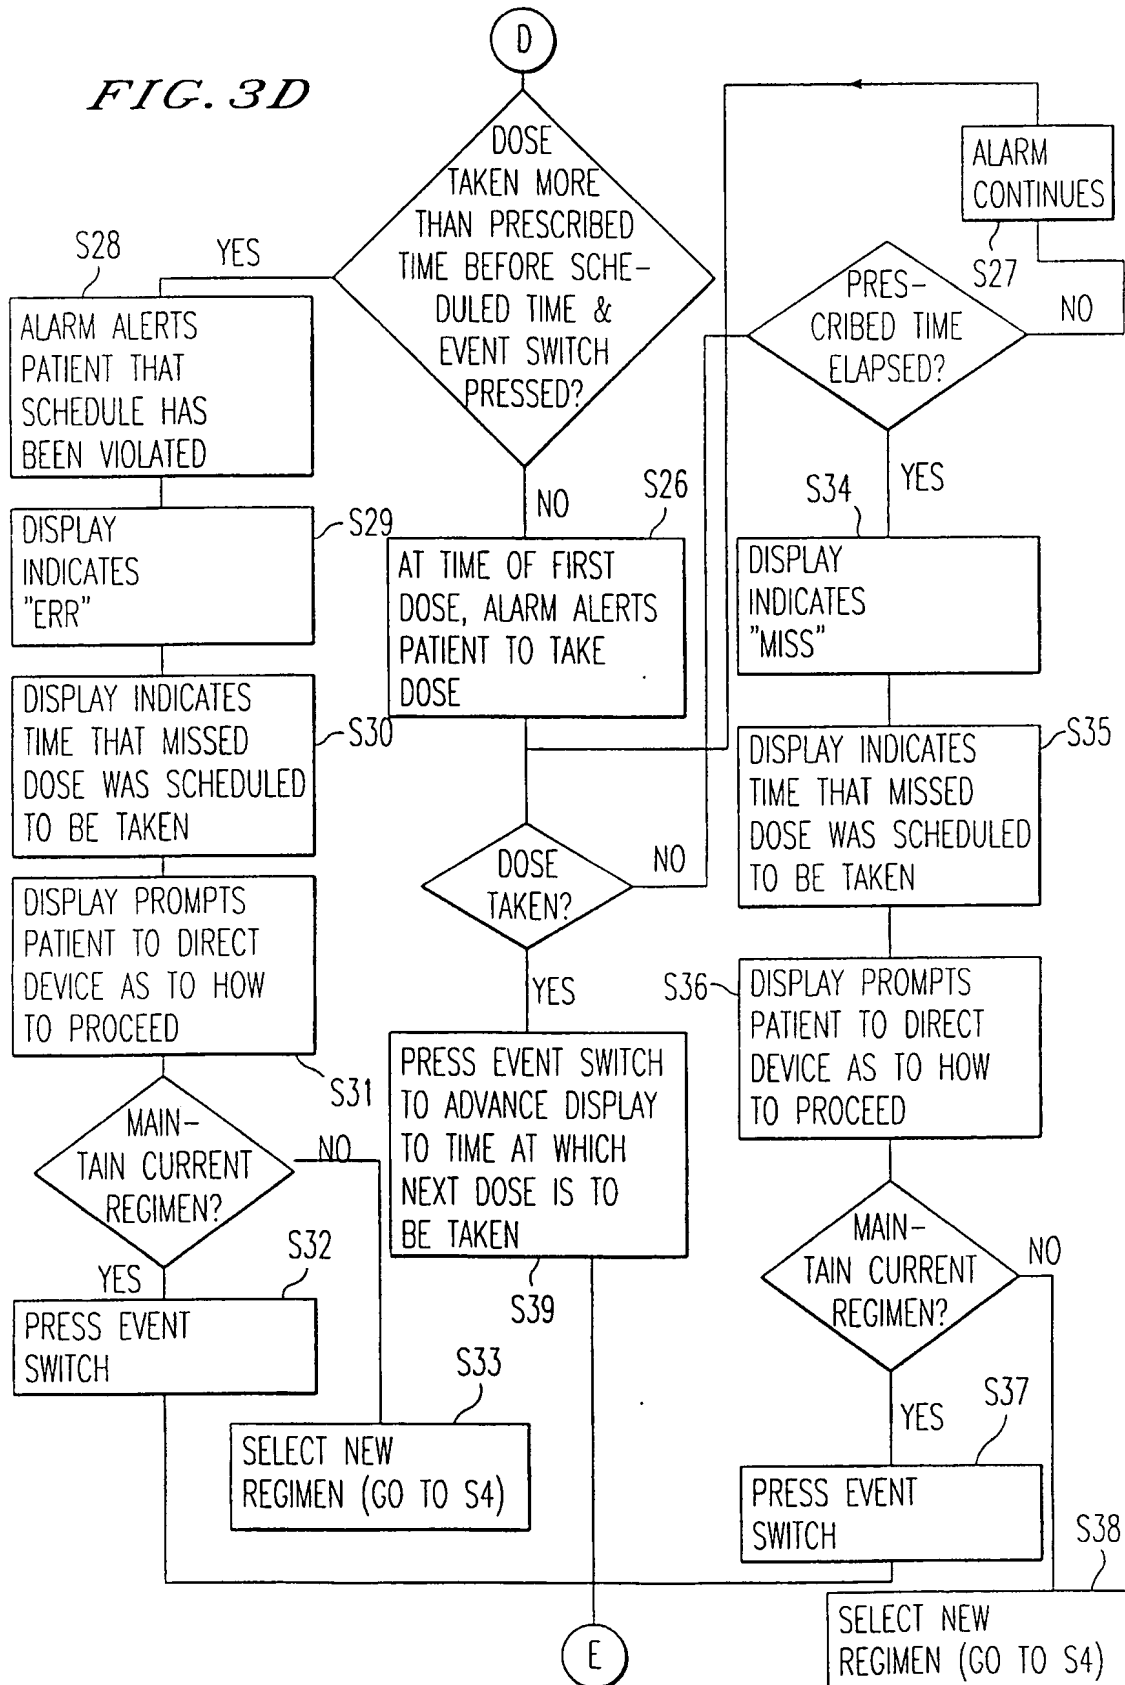 FIG. 3D
D
DOSE
TAKEN MORE
THAN PRESCRIBED
TIME BEFORE SCHE-
DULED TIME &
EVENT SWITCH
PRESSED?
YES
S28
ALARM ALERTS
PATIENT THAT
SCHEDULE HAS
BEEN VIOLATED
DISPLAY
INDICATES
"ERR"
S29
DISPLAY INDICATES
TIME THAT MISSED
DOSE WAS SCHEDULED
TO BE TAKEN
S30
DISPLAY PROMPTS
PATIENT TO DIRECT
DEVICE AS TO HOW
TO PROCEED
S31
MAIN-
TAIN CURRENT
REGIMEN?
NO
YES
S32
PRESS EVENT
SWITCH
S33
SELECT NEW
REGIMEN (GO TO S4)
NO
S26
AT TIME OF FIRST
DOSE, ALARM ALERTS
PATIENT TO TAKE
DOSE
DOSE
TAKEN?
NO
YES
PRESS EVENT SWITCH
TO ADVANCE DISPLAY
TO TIME AT WHICH
NEXT DOSE IS TO
BE TAKEN
S39
ALARM
CONTINUES
S27
PRES-
CRIBED TIME
ELAPSED?
NO
YES
S34
DISPLAY
INDICATES
"MISS"
DISPLAY INDICATES
TIME THAT MISSED
DOSE WAS SCHEDULED
TO BE TAKEN
S35
S36
DISPLAY PROMPTS
PATIENT TO DIRECT
DEVICE AS TO HOW
TO PROCEED
MAIN-
TAIN CURRENT
REGIMEN?
NO
YES
S37
PRESS EVENT
SWITCH
S38
SELECT NEW
REGIMEN (GO TO S4)
E